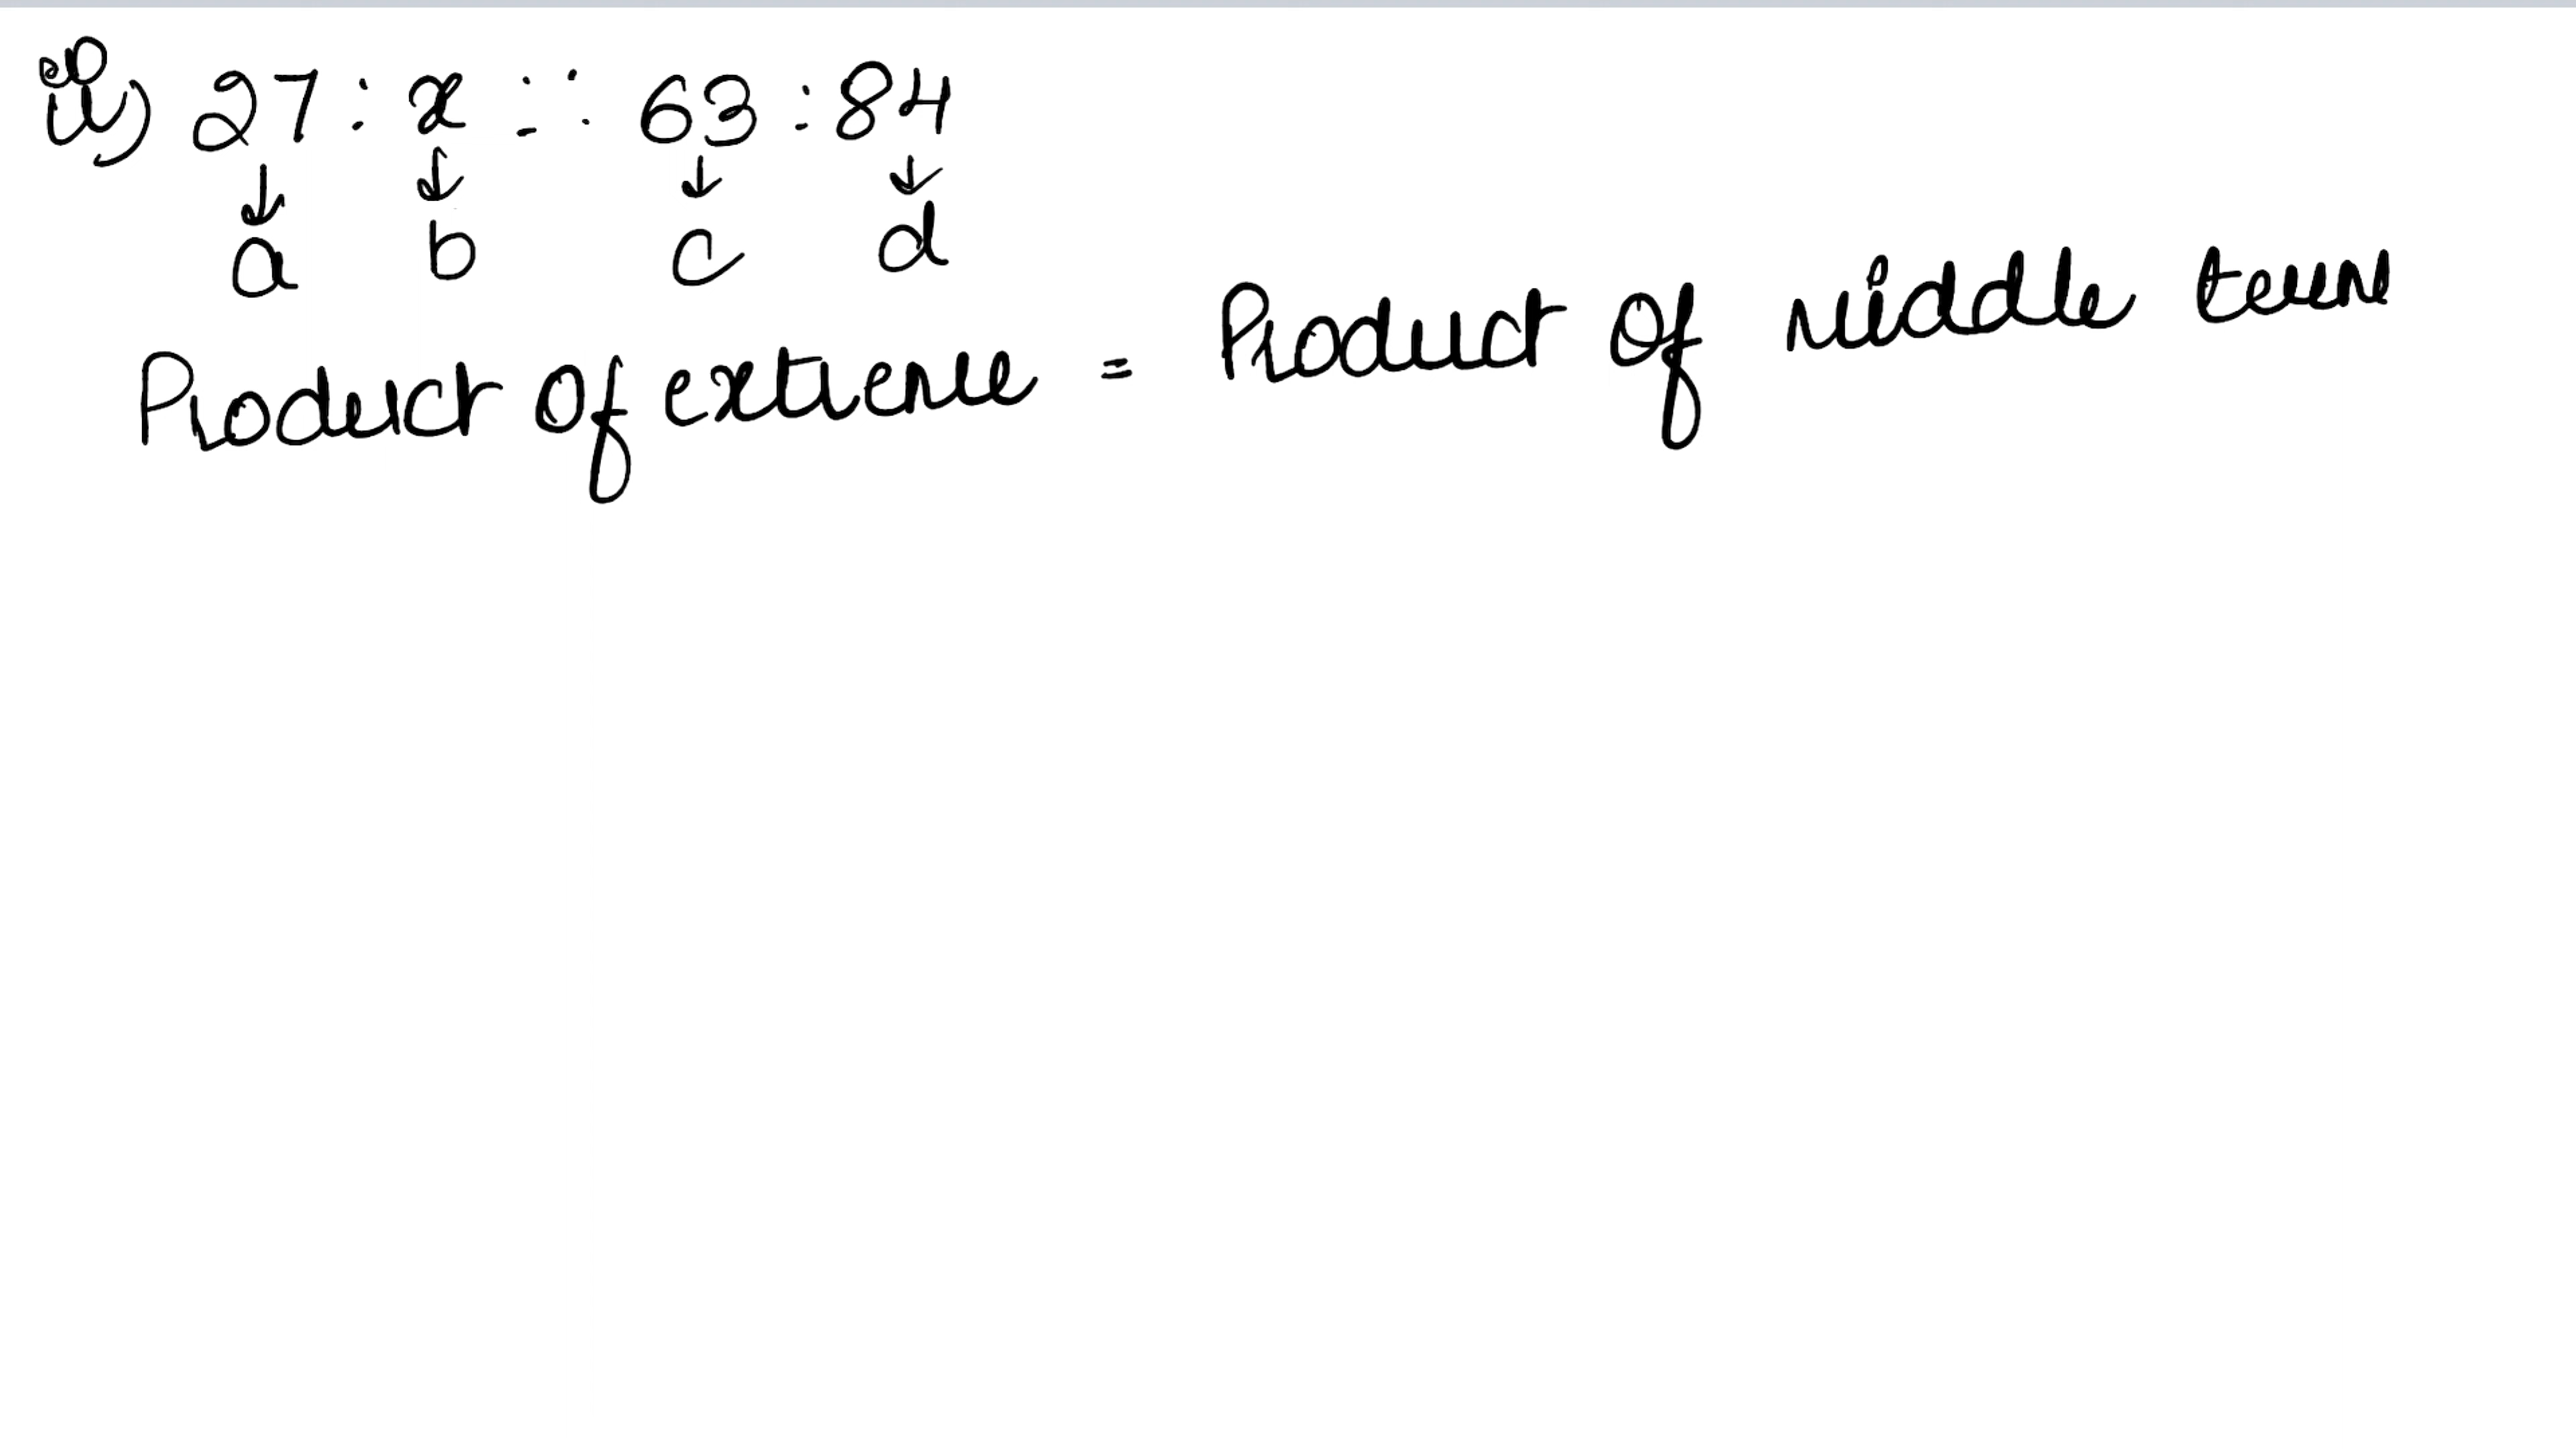 ii) 27 : x :: 63 : 84
↓ ↓ ↓ ↓
a b c d
Product of extreme = Product of middle term